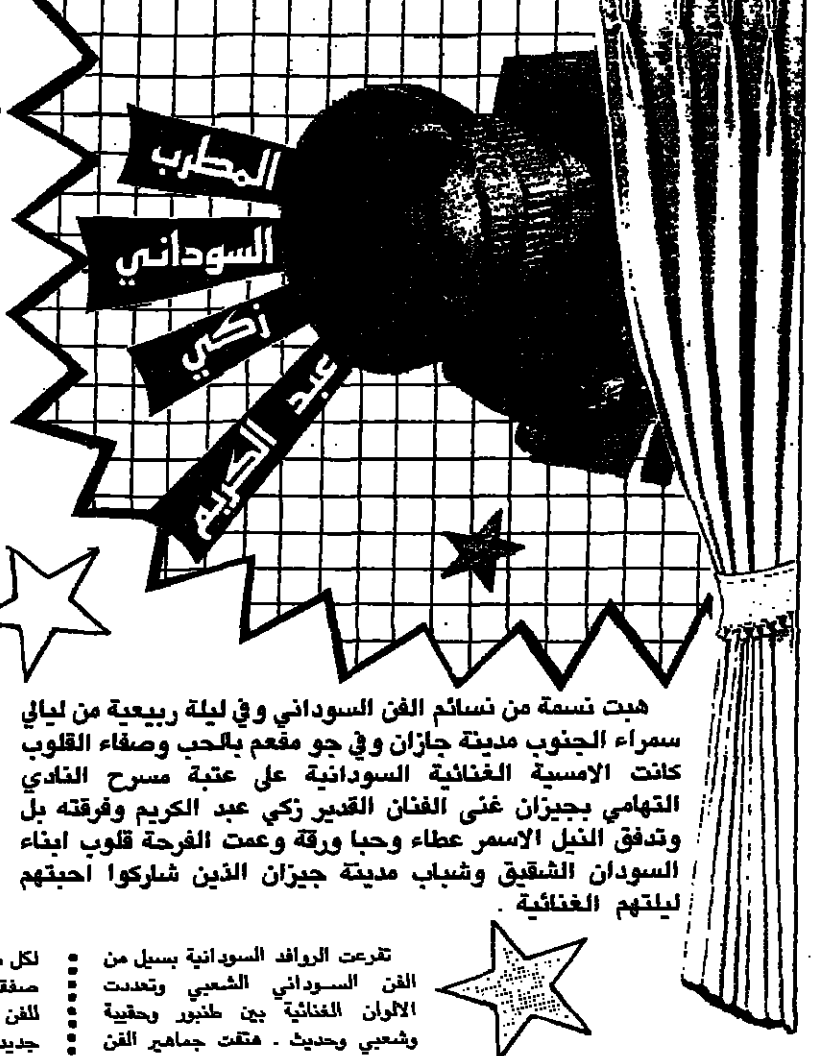 المطرب
السوداني
زكي
عبد الكريم
هبت نسمة من نسائم الفن السوداني وفي ليلة ربيعية من ليالي
سمراء الجنوب مدينة جازان وفي جو مفعم بالحب وصفاء القلوب
كانت الامسية الغنائية السودانية على عتبة مسرح النادي
التهامي بجيزان غنى الفنان القدير زكي عبد الكريم وفرقته بل
وتدفق النيل الاسمر عطاء وحبا ورقة وعمت الفرحة قلوب ابناء
السودان الشقيق وشباب مدينة جيزان الذين شاركوا احبتهم
ليلتهم الغنائية .
تفرعت الروافد السودانية بسيل من
الفن السوداني الشعبي وتعددت
الالوان الغنائية بين طنبور وحقيبة
وشعبي وحديث . هتفت جماهير الفن
لكل
صفق
للفن
جديد